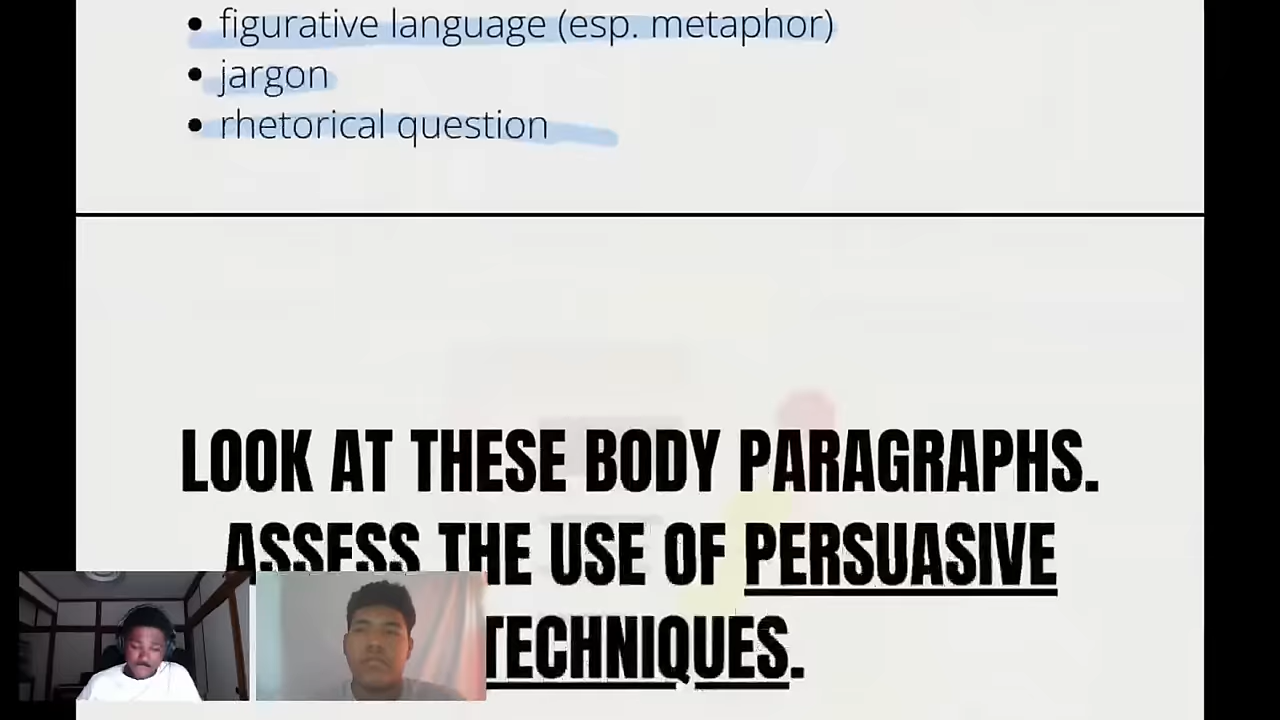 • figurative language (esp. metaphor)
• jargon
• rhetorical question
LOOK AT THESE BODY PARAGRAPHS.
ASSESS THE USE OF PERSUASIVE
TECHNIQUES.